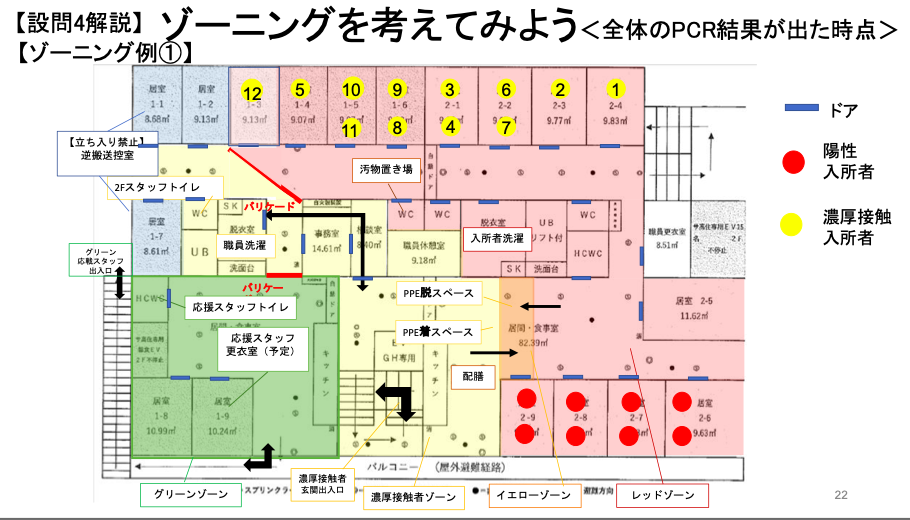 【設問4解説】ゾーニングを考えてみよう＜全体のPCR結果が出た時点＞
【ゾーニング例①】
居室
1-1
8.68㎡
居室
1-2
9.13㎡
12
1-3
9.13㎡
5
1-4
9.07㎡
10
1-5
11
9
1-6
8
3
2-1
4
6
2-2
7
2
2-3
9.77㎡
1
2-4
9.83㎡
ドア
陽性
入所者
濃厚接触
入所者
【立ち入り禁止】
逆搬送控室
2Fスタッフトイレ
汚物置き場
自動ドア
バリケード
居室
1-7
8.61㎡
WC
UB
SK
脱衣室
職員洗濯
洗面台
事務室
14.61㎡
WC
WC
職員休憩室
9.18㎡
脱衣室
入所者洗濯
UB
リフト付
SK
洗面台
WC
HCWC
職員更衣室
8.51㎡
グリーン
応戦スタッフ
出入口
バリケー
HCWC
応援スタッフトイレ
応援スタッフ
更衣室（予定）
キッチン
GH専用
キッチン
PPE脱スペース
PPE着スペース
配膳
居間・食事室
82.39㎡
居室 2-5
11.62㎡
居室
1-8
10.99㎡
居室
1-9
10.24㎡
2-9
2-8
2-7
2-6
9.63㎡
バルコニー （屋外避難経路）
グリーンゾーン
濃厚接触者
玄関出入口
濃厚接触者ゾーン
イエローゾーン
レッドゾーン
避難方向
22